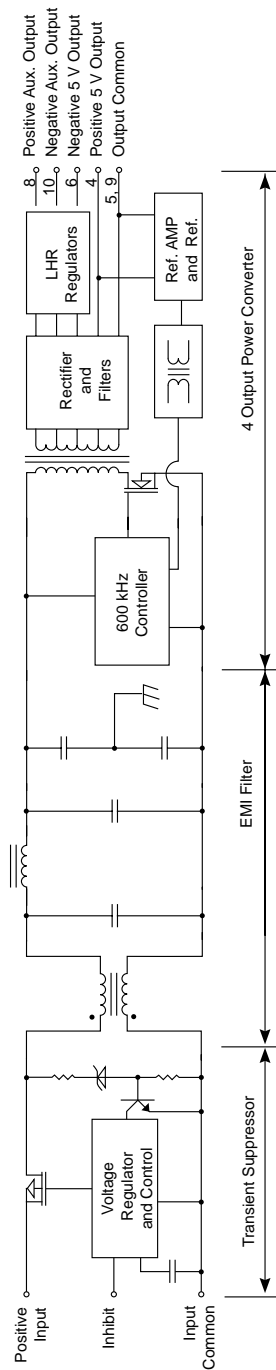 Positive
Input
Inhibit
Input
Common
Voltage
Regulator
and Control
600 kHz
Controller
Rectifier
and
Filters
LHR
Regulators
Ref. AMP
and Ref.
8 Positive Aux. Output
10 Negative Aux. Output
6 Negative 5 V Output
4 Positive 5 V Output
5, 9 Output Common
Transient Suppressor
EMI Filter
4 Output Power Converter